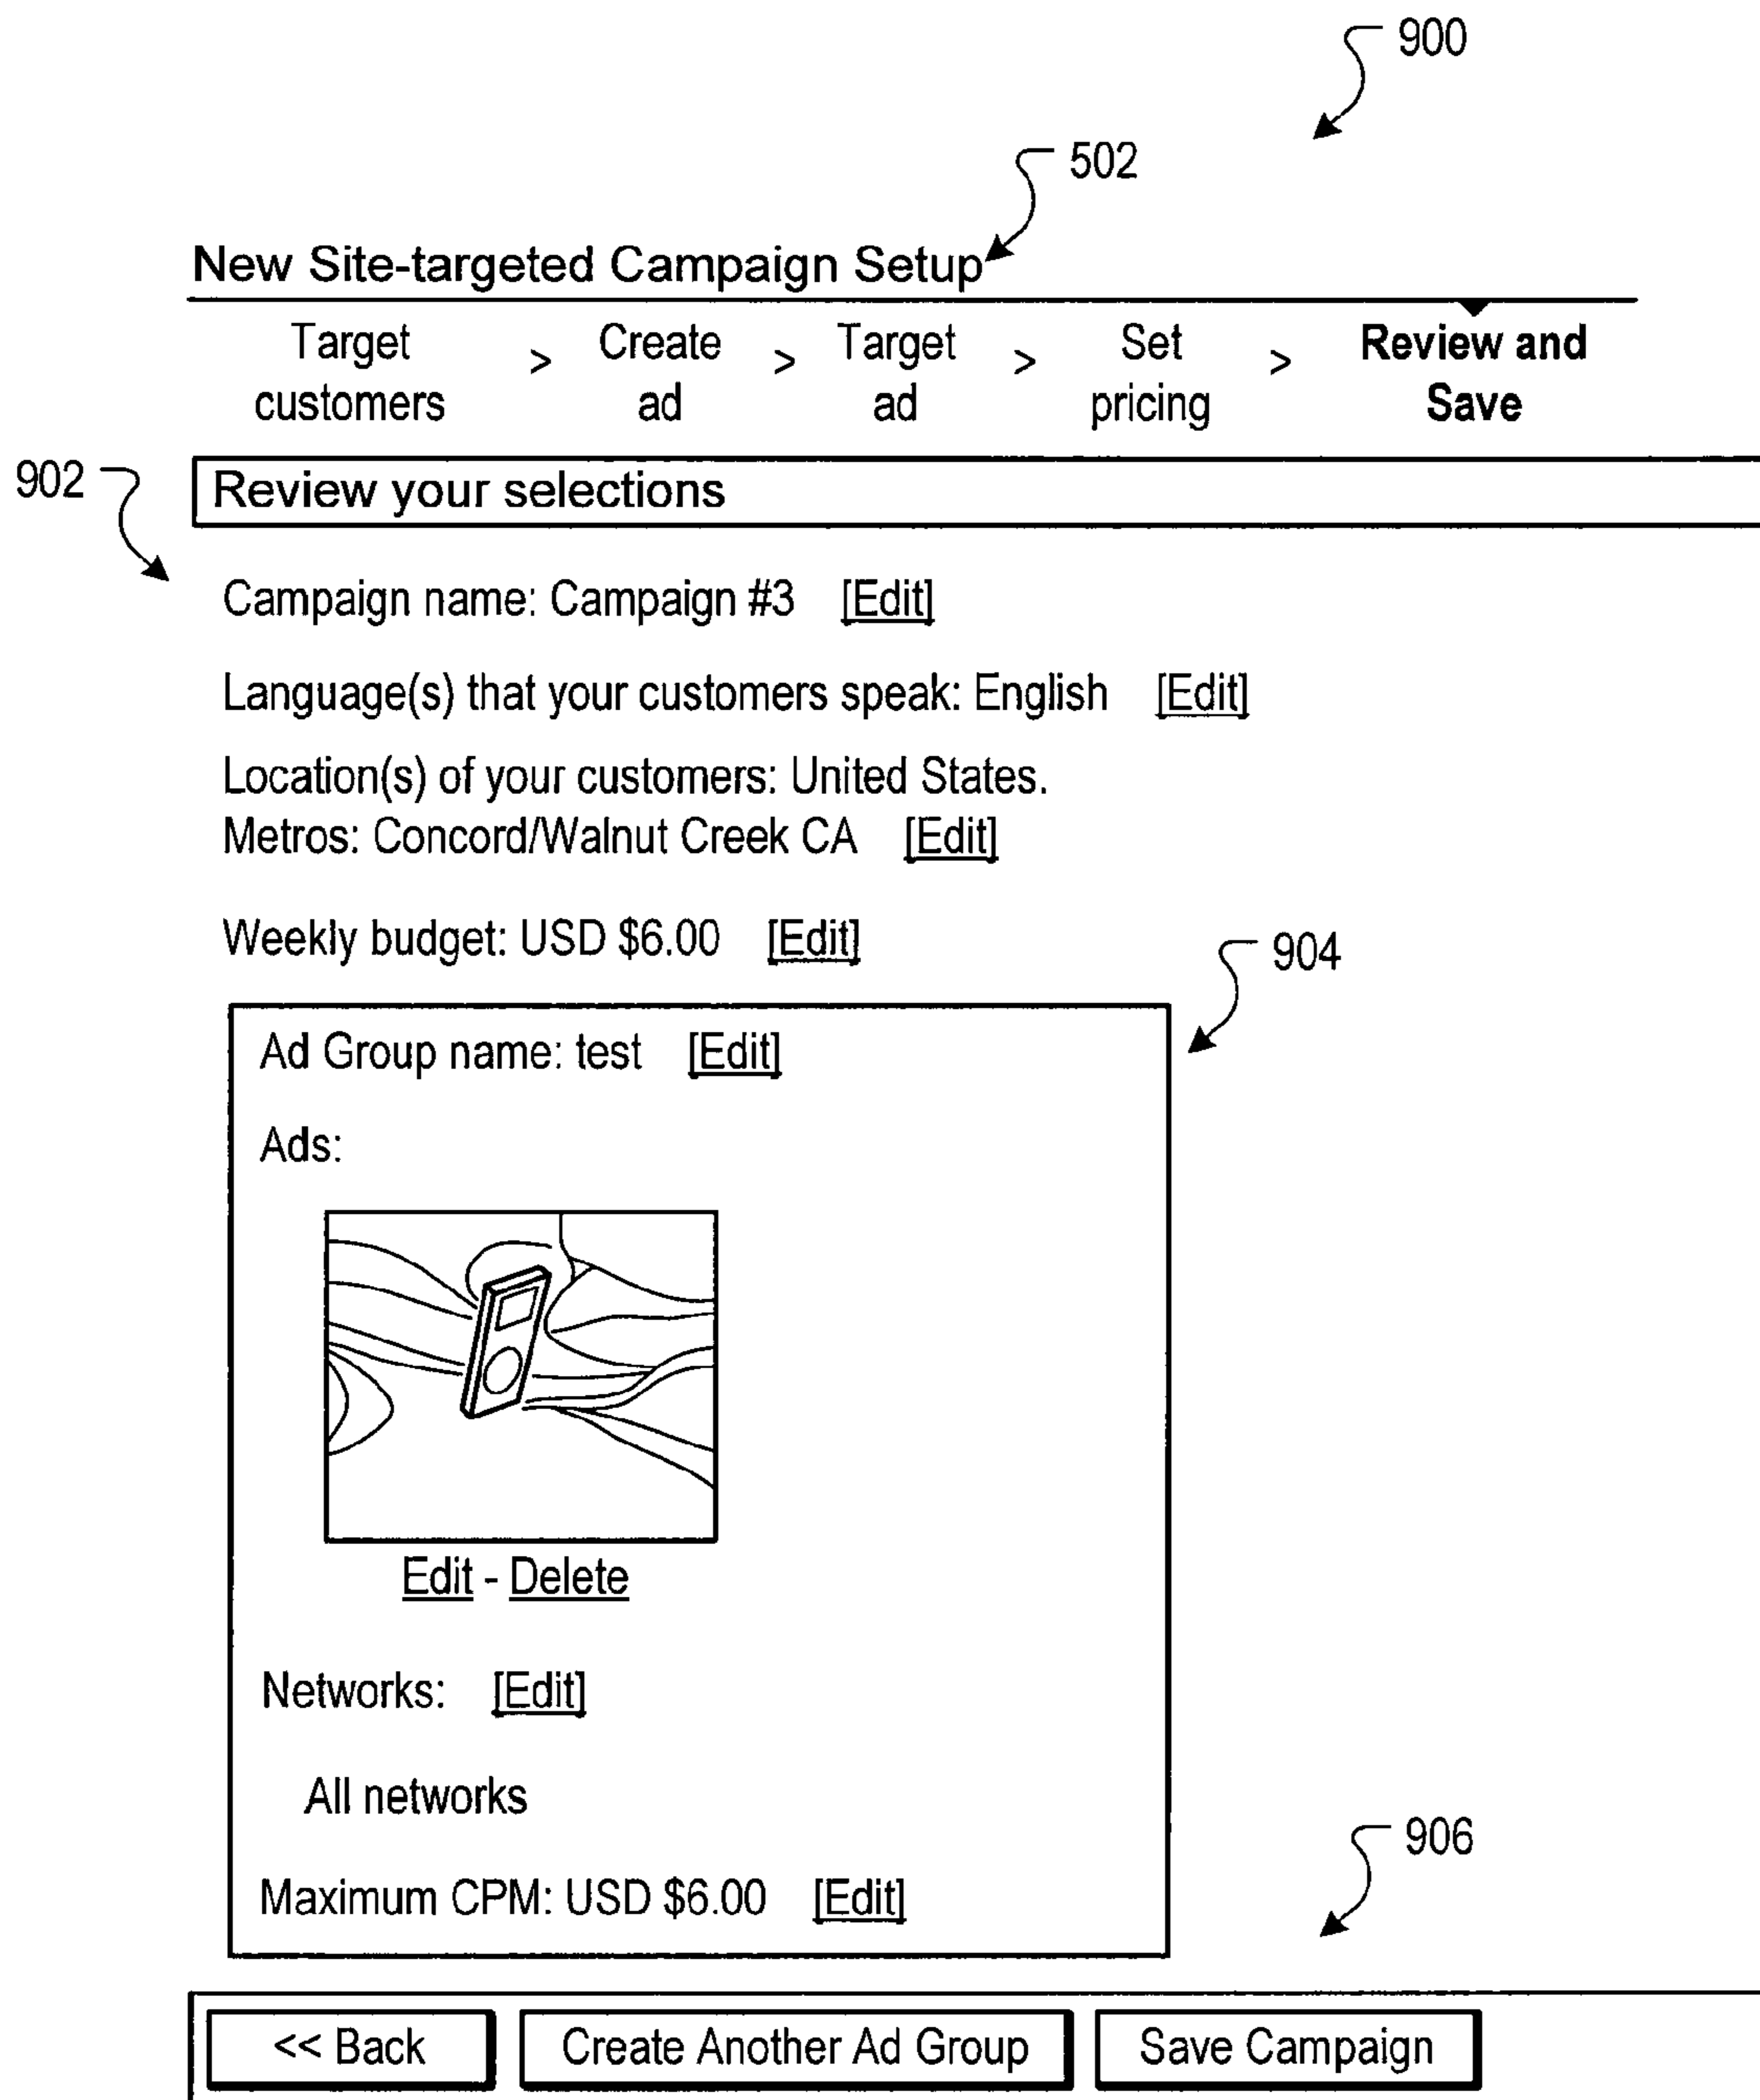 900
502
New Site-targeted Campaign Setup
Target customers > Create ad > Target ad > Set pricing > Review and Save
902
Review your selections
Campaign name: Campaign #3 [Edit]
Language(s) that your customers speak: English [Edit]
Location(s) of your customers: United States.
Metros: Concord/Walnut Creek CA [Edit]
Weekly budget: USD $6.00 [Edit]
904
Ad Group name: test [Edit]
Ads:
Edit - Delete
Networks: [Edit]
All networks
906
Maximum CPM: USD $6.00 [Edit]
<< Back Create Another Ad Group Save Campaign